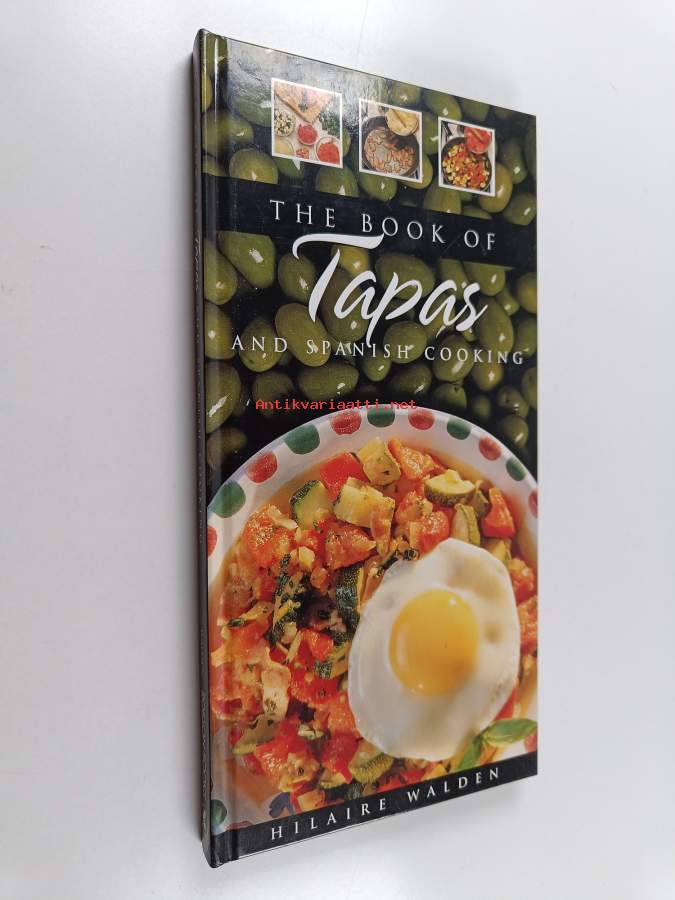 THE BOOK OF
Tapas
AND SPANISH COOKING
Antikvariaatti.net
HILAIRE WALDEN